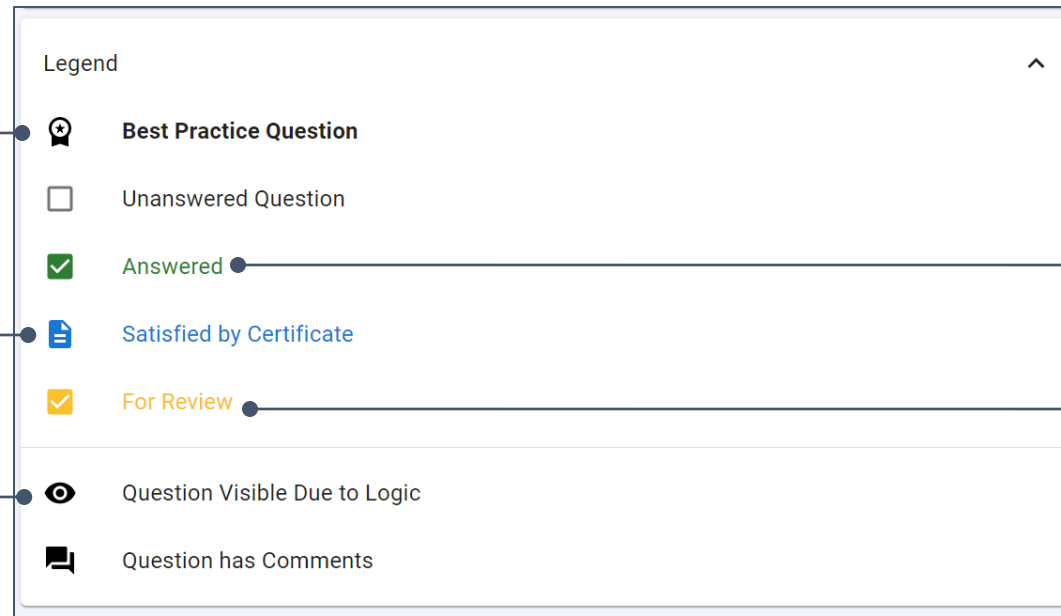 Legend
Best Practice Question
Unanswered Question
Answered
Satisfied by Certificate
For Review
Question Visible Due to Logic
Question has Comments